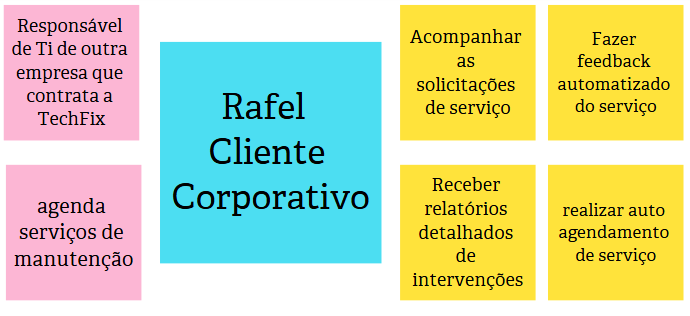 Responsável
de Ti de outra
empresa que
contrata a
TechFix
agenda
serviços de
manutenção
Rafel
Cliente
Corporativo
Acompanhar
as
solicitações
de serviço
Fazer
feedback
automatizado
do serviço
Receber
relatórios
detalhados
de
intervenções
realizar auto
agendamento
de serviço